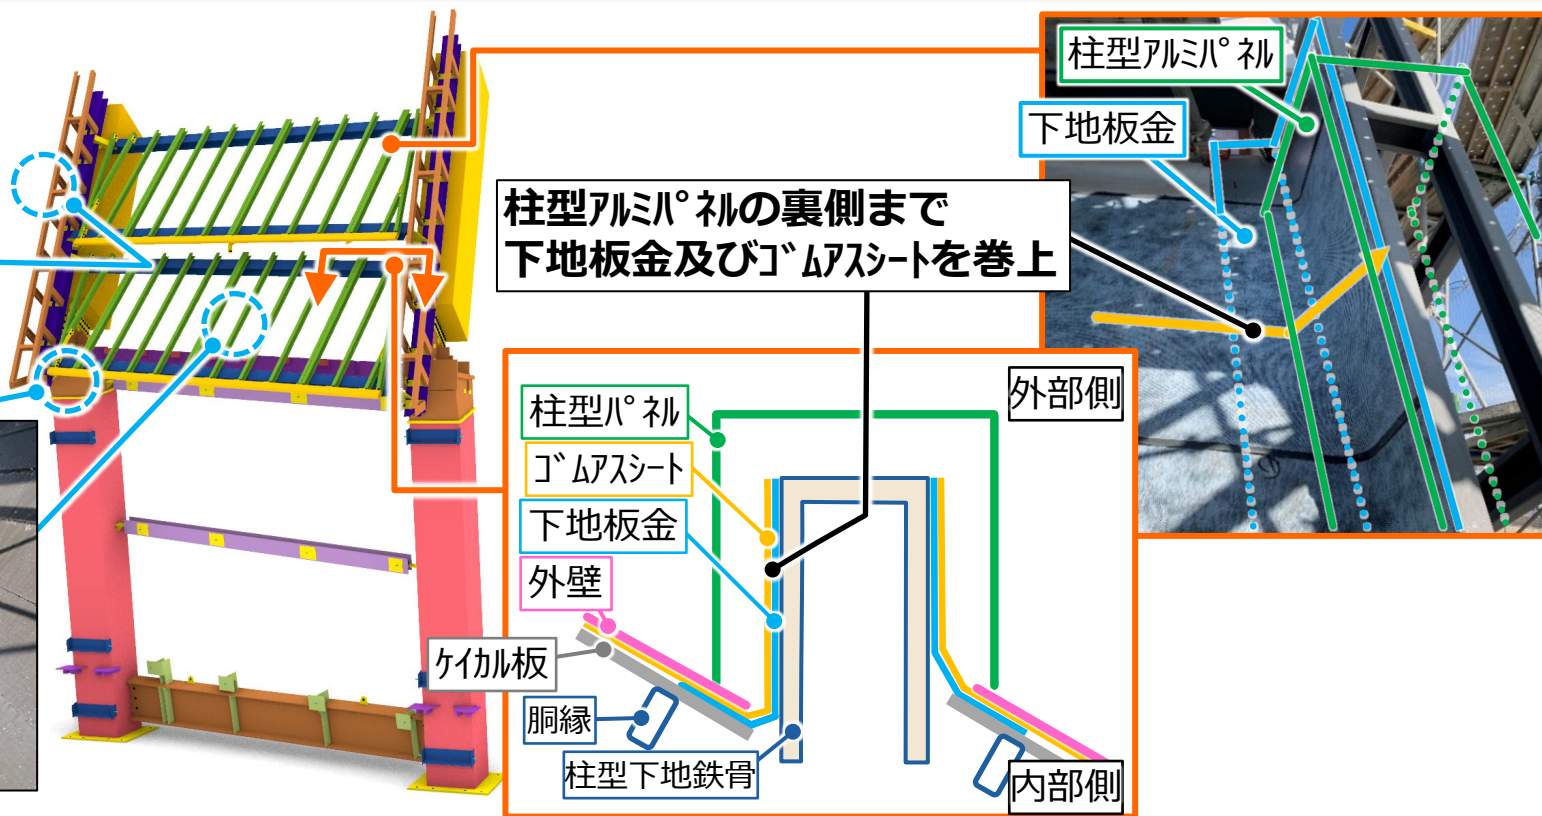 柱型ｱﾙﾐﾊﾟﾈﾙ
下地板金
柱型ｱﾙﾐﾊﾟﾈﾙの裏側まで
下地板金及びｺﾞﾑｱｽｼｰﾄを巻上
外部側
柱型ﾊﾟﾈﾙ
ｺﾞﾑｱｽｼｰﾄ
下地板金
外壁
ｹｲｶﾙ板
胴縁
柱型下地鉄骨
内部側